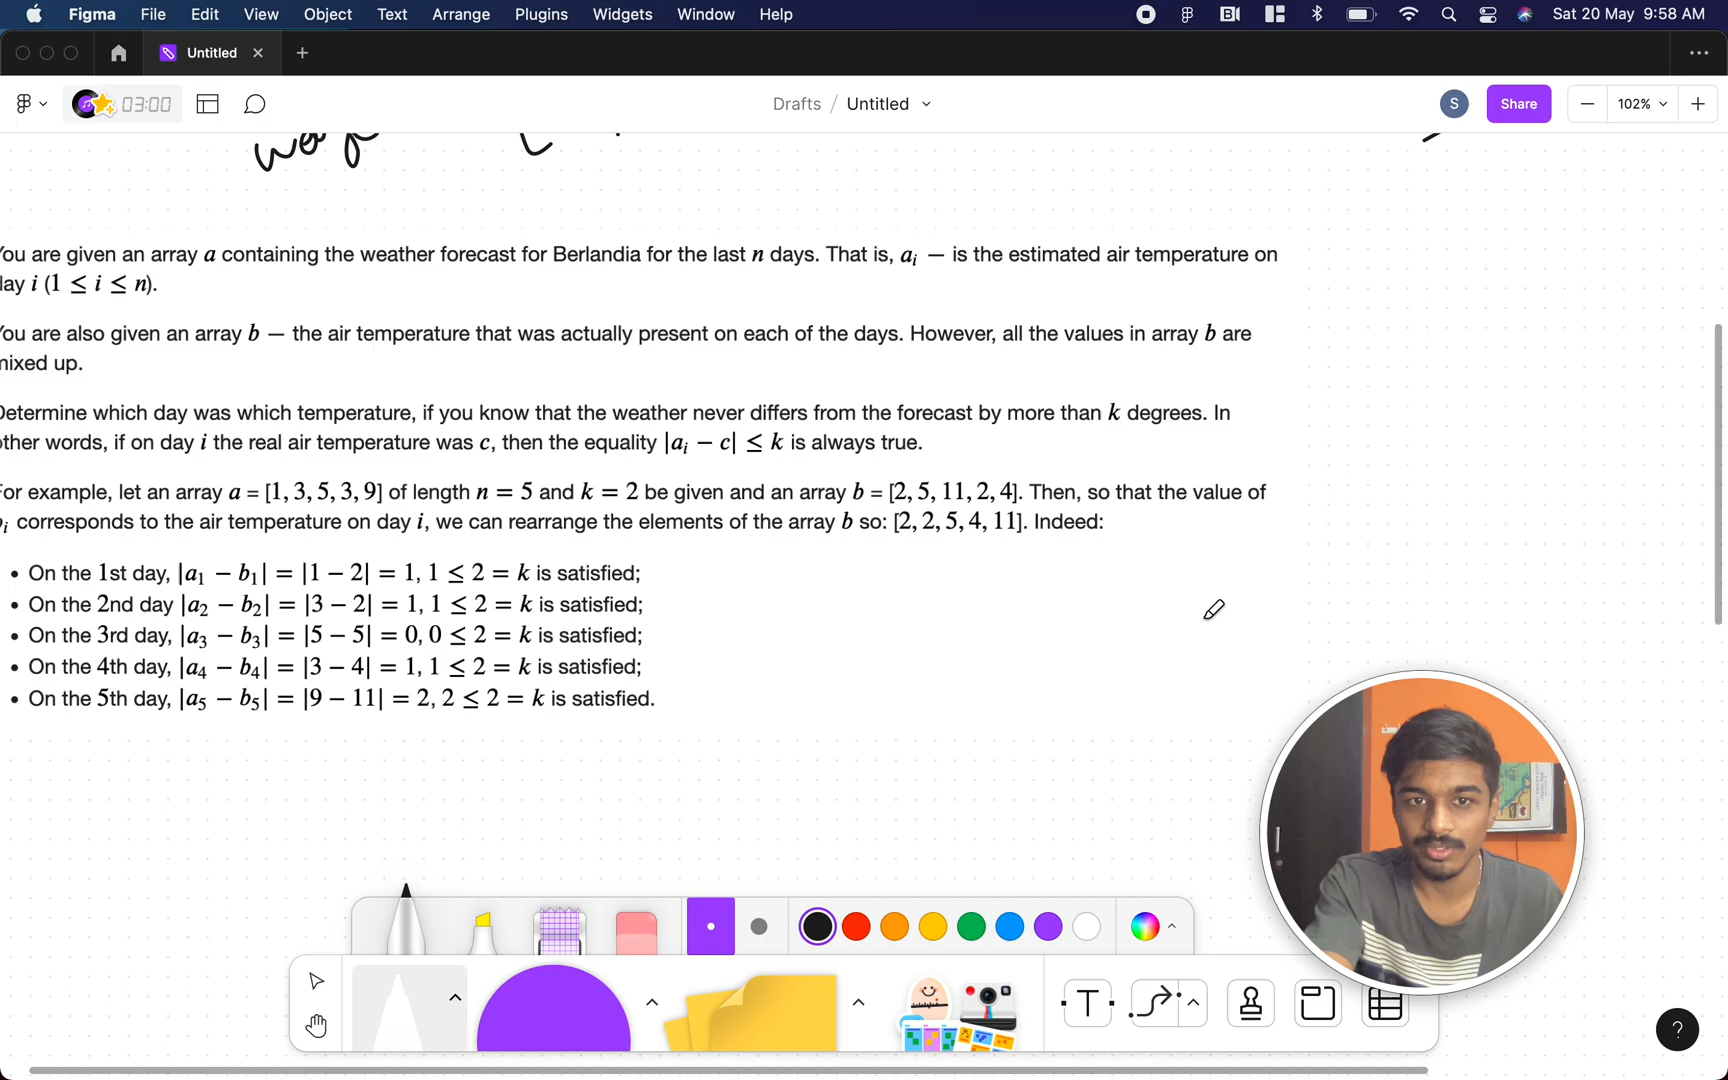 Figma File Edit View Object Text Arrange Plugins Widgets Window Help Sat 20 May 9:58 AM
Untitled
03:00 Drafts / Untitled S Share 102%
You are given an array a containing the weather forecast for Berlandia for the last n days. That is, aᵢ — is the estimated air temperature on
day i (1 ≤ i ≤ n).
You are also given an array b — the air temperature that was actually present on each of the days. However, all the values in array b are
mixed up.
Determine which day was which temperature, if you know that the weather never differs from the forecast by more than k degrees. In
other words, if on day i the real air temperature was c, then the equality |aᵢ − c| ≤ k is always true.
For example, let an array a = [1, 3, 5, 3, 9] of length n = 5 and k = 2 be given and an array b = [2, 5, 11, 2, 4]. Then, so that the value of
bᵢ corresponds to the air temperature on day i, we can rearrange the elements of the array b so: [2, 2, 5, 4, 11]. Indeed:
• On the 1st day, |a₁ − b₁| = |1 − 2| = 1, 1 ≤ 2 = k is satisfied;
• On the 2nd day |a₂ − b₂| = |3 − 2| = 1, 1 ≤ 2 = k is satisfied;
• On the 3rd day, |a₃ − b₃| = |5 − 5| = 0, 0 ≤ 2 = k is satisfied;
• On the 4th day, |a₄ − b₄| = |3 − 4| = 1, 1 ≤ 2 = k is satisfied;
• On the 5th day, |a₅ − b₅| = |9 − 11| = 2, 2 ≤ 2 = k is satisfied.
T
?